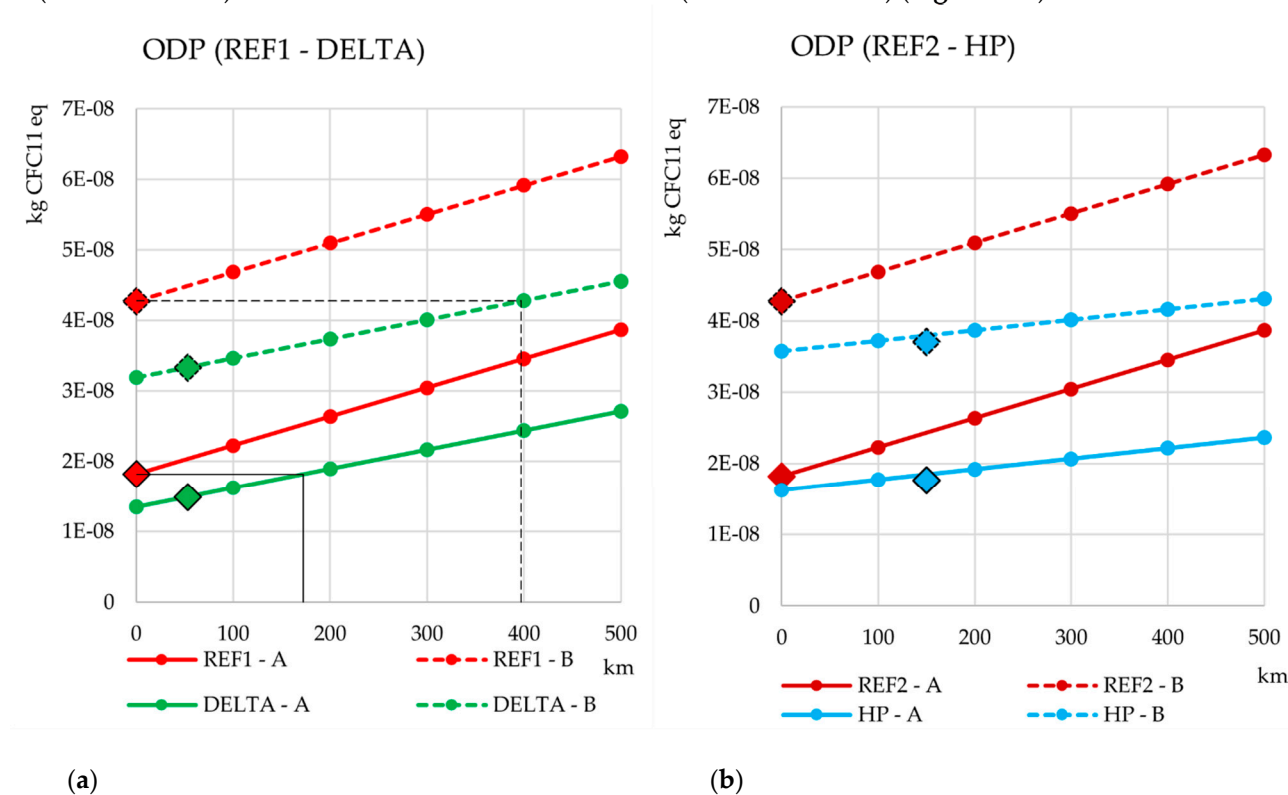 ODP (REF1 - DELTA)
kg CFC11 eq
7E-08
6E-08
5E-08
4E-08
3E-08
2E-08
1E-08
0
0 100 200 300 400 500
km
REF1 - A REF1 - B
DELTA - A DELTA - B
(a)
ODP (REF2 - HP)
kg CFC11 eq
7E-08
6E-08
5E-08
4E-08
3E-08
2E-08
1E-08
0
0 100 200 300 400 500
km
REF2 - A REF2 - B
HP - A HP - B
(b)